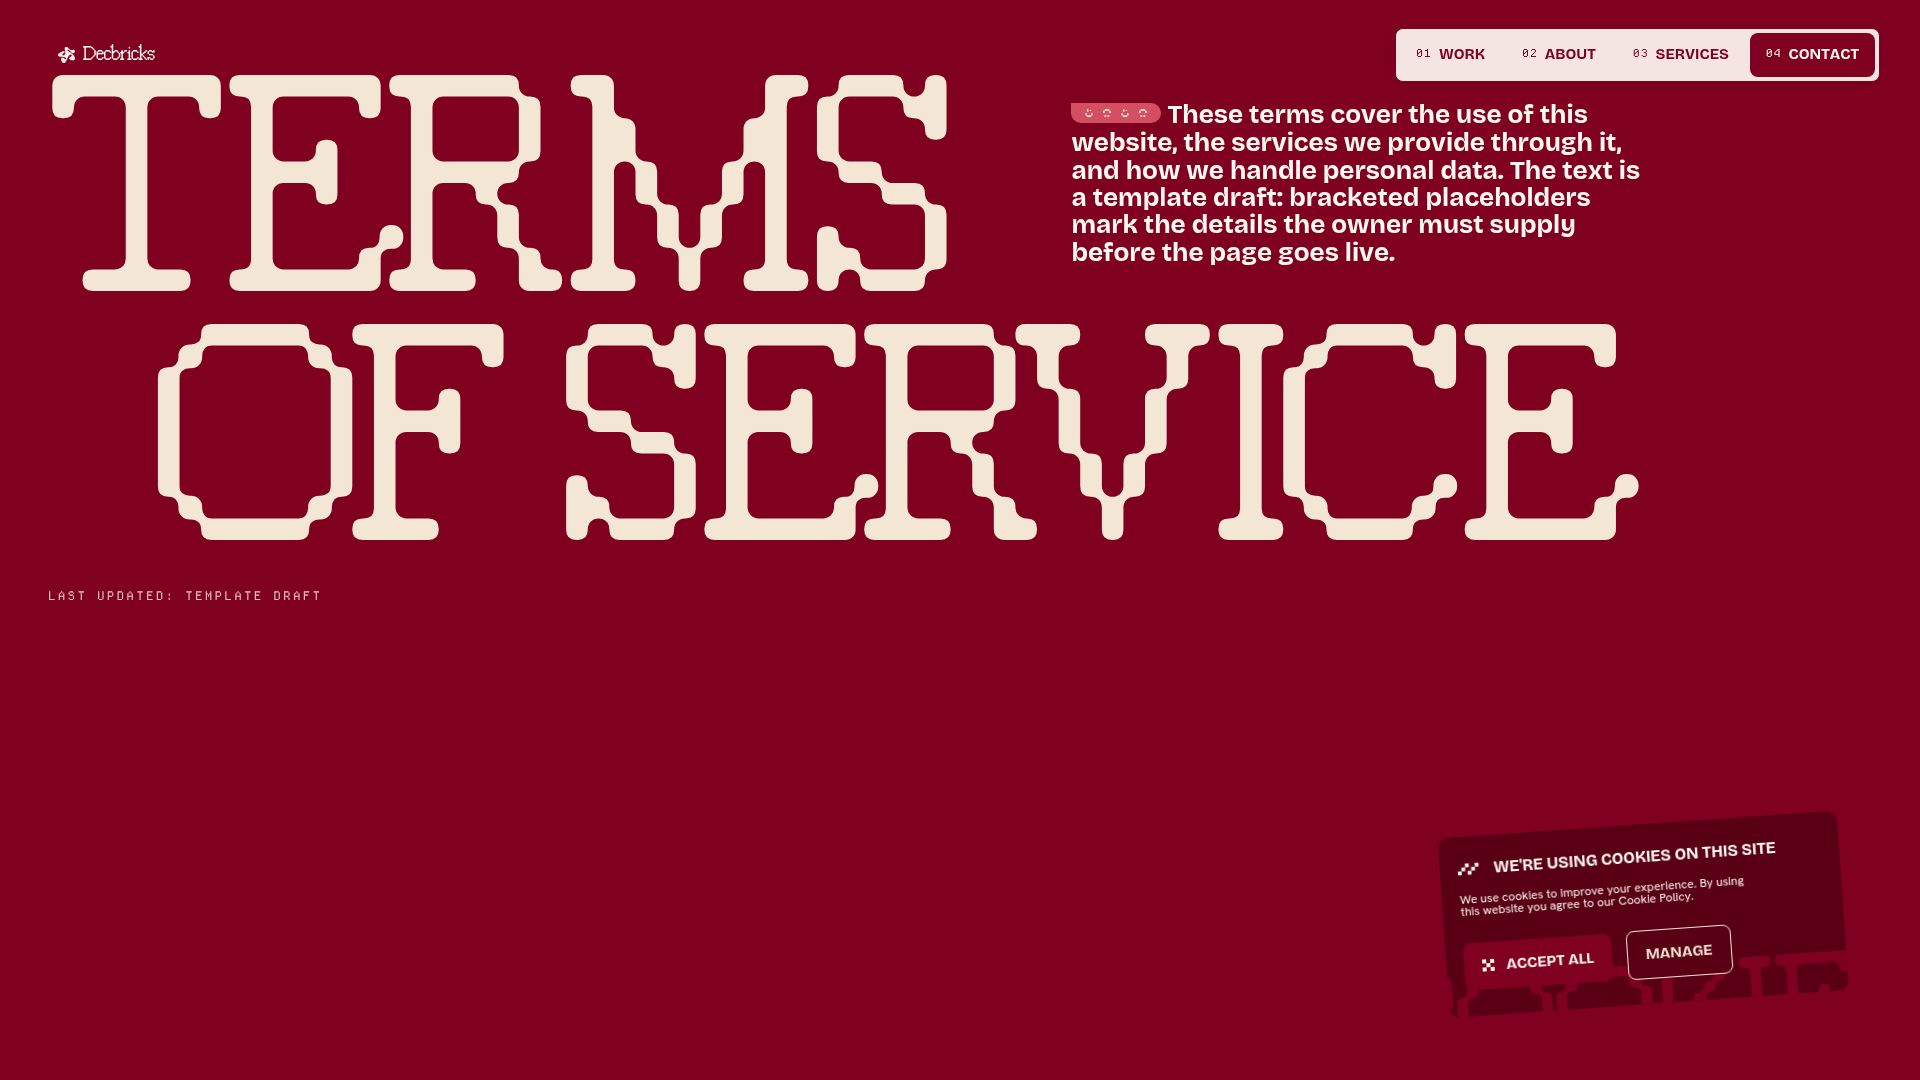 Decbricks
01 WORK 02 ABOUT 03 SERVICES 04 CONTACT
TERMS
OF SERVICE
These terms cover the use of this
website, the services we provide through it,
and how we handle personal data. The text is
a template draft: bracketed placeholders
mark the details the owner must supply
before the page goes live.
LAST UPDATED: TEMPLATE DRAFT
WE'RE USING COOKIES ON THIS SITE
We use cookies to improve your experience. By using
this website you agree to our Cookie Policy.
ACCEPT ALL
MANAGE